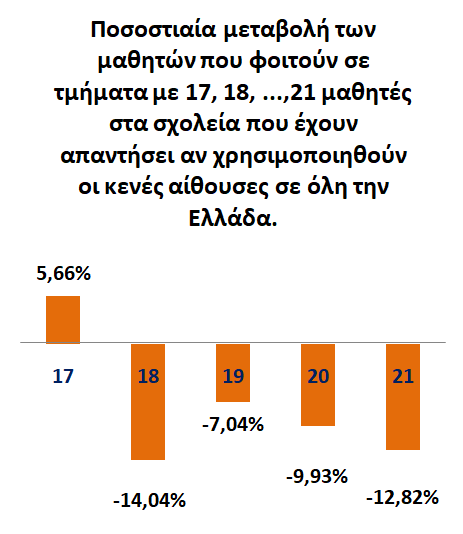 Ποσοστιαία μεταβολή των
μαθητών που φοιτούν σε
τμήματα με 17, 18, ...,21 μαθητές
στα σχολεία που έχουν
απαντήσει αν χρησιμοποιηθούν
οι κενές αίθουσες σε όλη την
Ελλάδα.
5,66%
17 18 19 20 21
-7,04%
-9,93%
-14,04% -12,82%